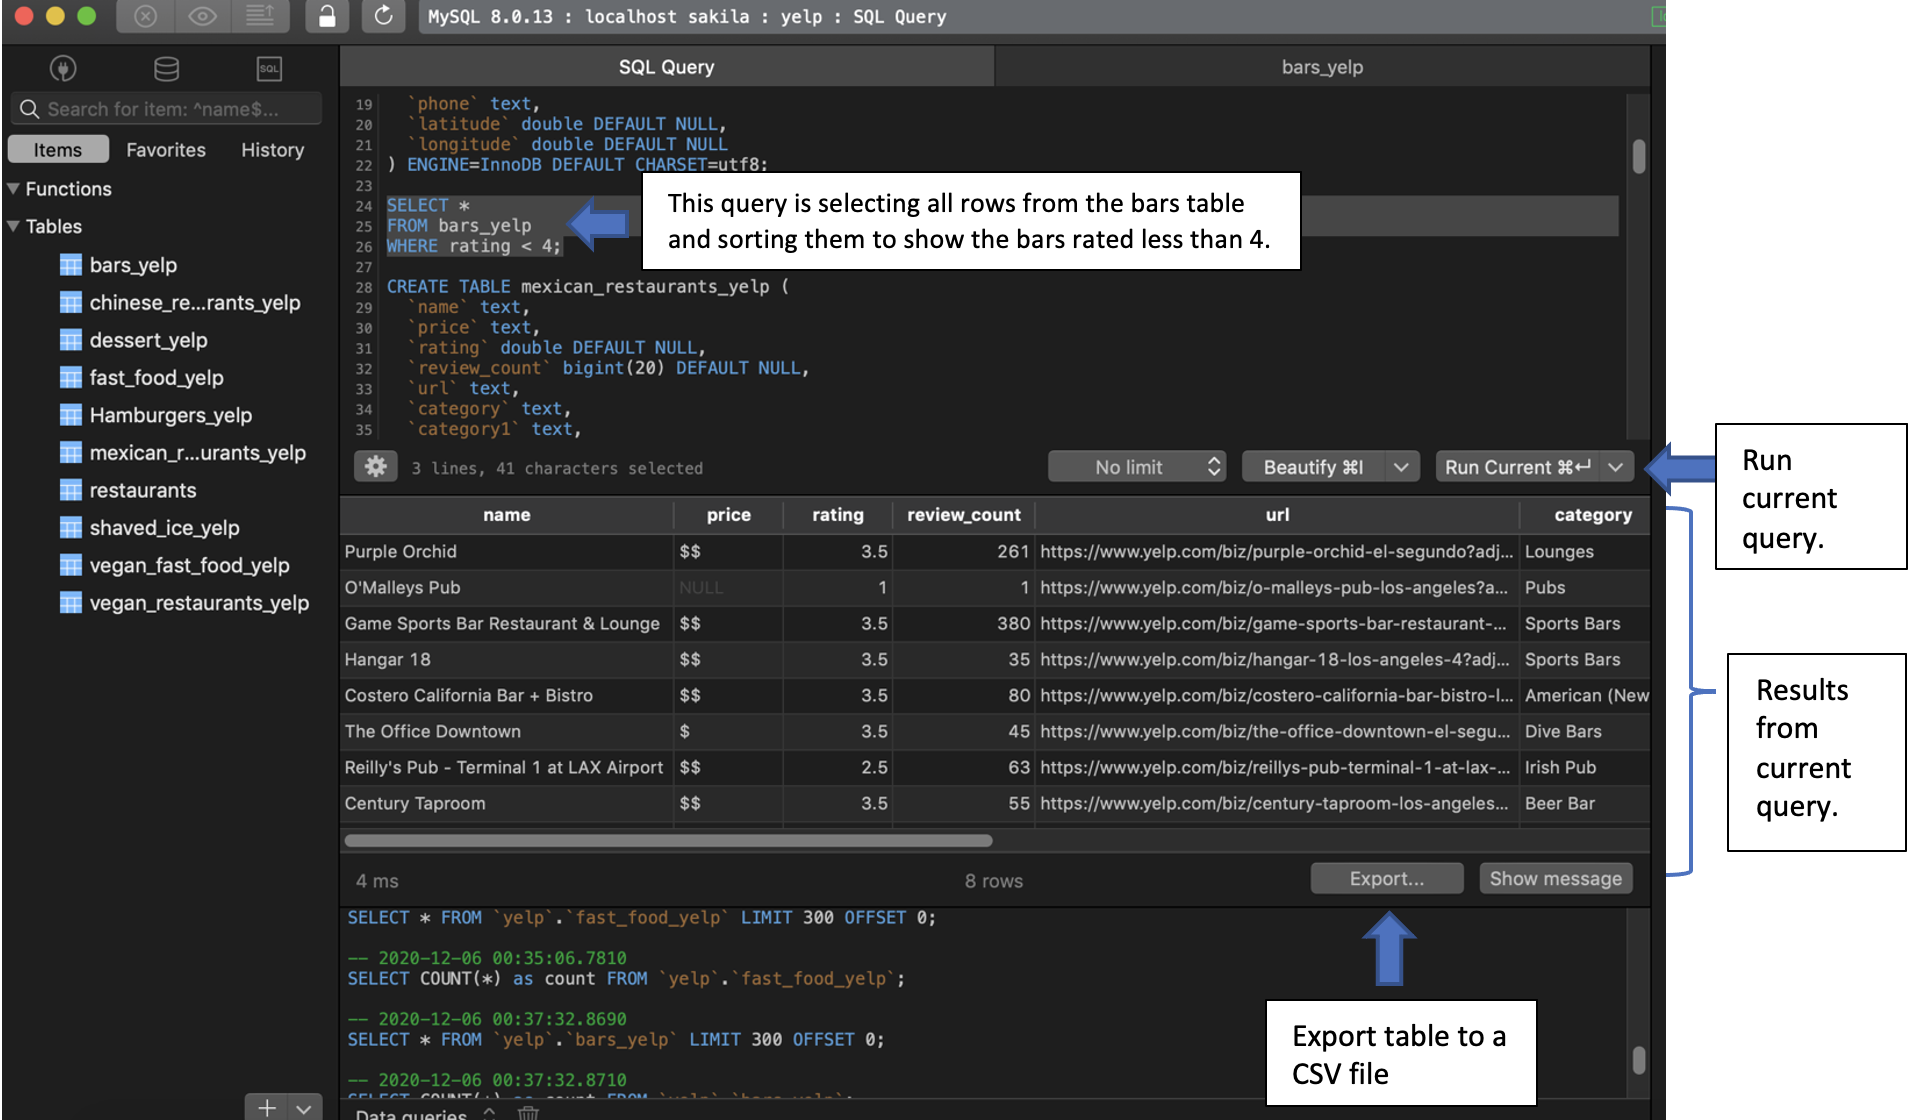 MySQL 8.0.13 : localhost sakila : yelp : SQL Query
SQL
Search for item: ^name$...
Items Favorites History
Functions
Tables
bars_yelp
chinese_re...rants_yelp
dessert_yelp
fast_food_yelp
Hamburgers_yelp
mexican_r...urants_yelp
restaurants
shaved_ice_yelp
vegan_fast_food_yelp
vegan_restaurants_yelp
SQL Query bars_yelp
19 `phone` text,
20 `latitude` double DEFAULT NULL,
21 `longitude` double DEFAULT NULL
22 ) ENGINE=InnoDB DEFAULT CHARSET=utf8;
23
24 SELECT *
25 FROM bars_yelp
26 WHERE rating < 4;
27
28 CREATE TABLE mexican_restaurants_yelp (
29 `name` text,
30 `price` text,
31 `rating` double DEFAULT NULL,
32 `review_count` bigint(20) DEFAULT NULL,
33 `url` text,
34 `category` text,
35 `category1` text,
This query is selecting all rows from the bars table
and sorting them to show the bars rated less than 4.
3 lines, 41 characters selected No limit Beautify ⌘I Run Current ⌘↵
Run
current
query.
name price rating review_count url category
Purple Orchid $$ 3.5 261 https://www.yelp.com/biz/purple-orchid-el-segundo?adj... Lounges
O'Malleys Pub NULL 1 1 https://www.yelp.com/biz/o-malleys-pub-los-angeles?a... Pubs
Game Sports Bar Restaurant & Lounge $$ 3.5 380 https://www.yelp.com/biz/game-sports-bar-restaurant-... Sports Bars
Hangar 18 $$ 3.5 35 https://www.yelp.com/biz/hangar-18-los-angeles-4?adj... Sports Bars
Costero California Bar + Bistro $$ 3.5 80 https://www.yelp.com/biz/costero-california-bar-bistro-l... American (New
The Office Downtown $ 3.5 45 https://www.yelp.com/biz/the-office-downtown-el-segu... Dive Bars
Reilly's Pub - Terminal 1 at LAX Airport $$ 2.5 63 https://www.yelp.com/biz/reillys-pub-terminal-1-at-lax-... Irish Pub
Century Taproom $$ 3.5 55 https://www.yelp.com/biz/century-taproom-los-angeles... Beer Bar
Results
from
current
query.
4 ms 8 rows Export... Show message
SELECT * FROM `yelp`.`fast_food_yelp` LIMIT 300 OFFSET 0;
-- 2020-12-06 00:35:06.7810
SELECT COUNT(*) as count FROM `yelp`.`fast_food_yelp`;
-- 2020-12-06 00:37:32.8690
SELECT * FROM `yelp`.`bars_yelp` LIMIT 300 OFFSET 0;
-- 2020-12-06 00:37:32.8710
SELECT COUNT(*) as count FROM `yelp`.`bars_yelp`;
Data queries
Export table to a
CSV file